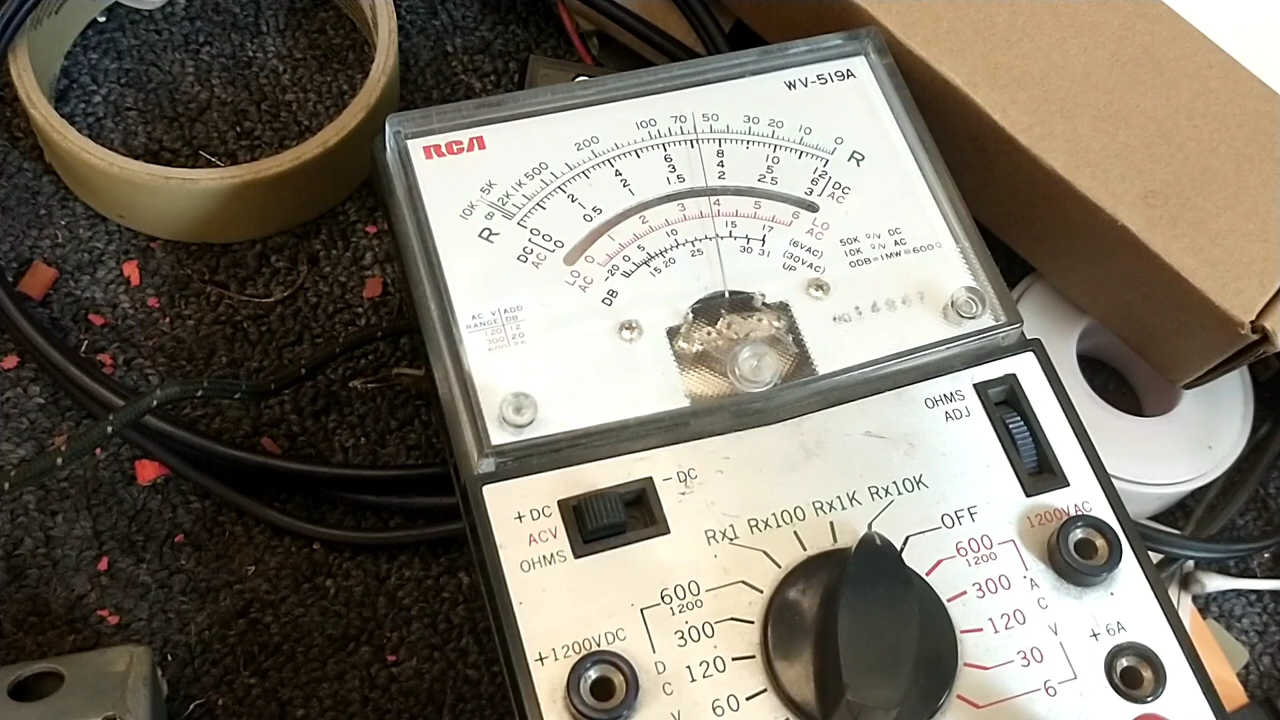 WV-519A
RCA
10K 5K 2K 1K 500 200 100 70 50 30 20 10 0
R ∞ R
DC 0 2 4 6 8 10 12 DC
AC 0 1 2 3 4 5 6 AC
0 0.5 1 1.5 2 2.5 3
LO AC 0 1 2 3 4 5 6 LO AC
DB -20 0 5 10 15 17
15 20 25 30 31
(6VAC)
(30VAC)
UP
50K Ω/V DC
10K Ω/V AC
0DB=1MW@600Ω
AC V ADD
RANGE DB
120 12
300 20
OHMS
ADJ
-DC
+DC
ACV
OHMS
Rx1 Rx100 Rx1K Rx10K
OFF
1200VAC
600
1200
300
120
30
6
A
C
V
600
1200
300
120
60
D
C
V
+1200VDC
+6A